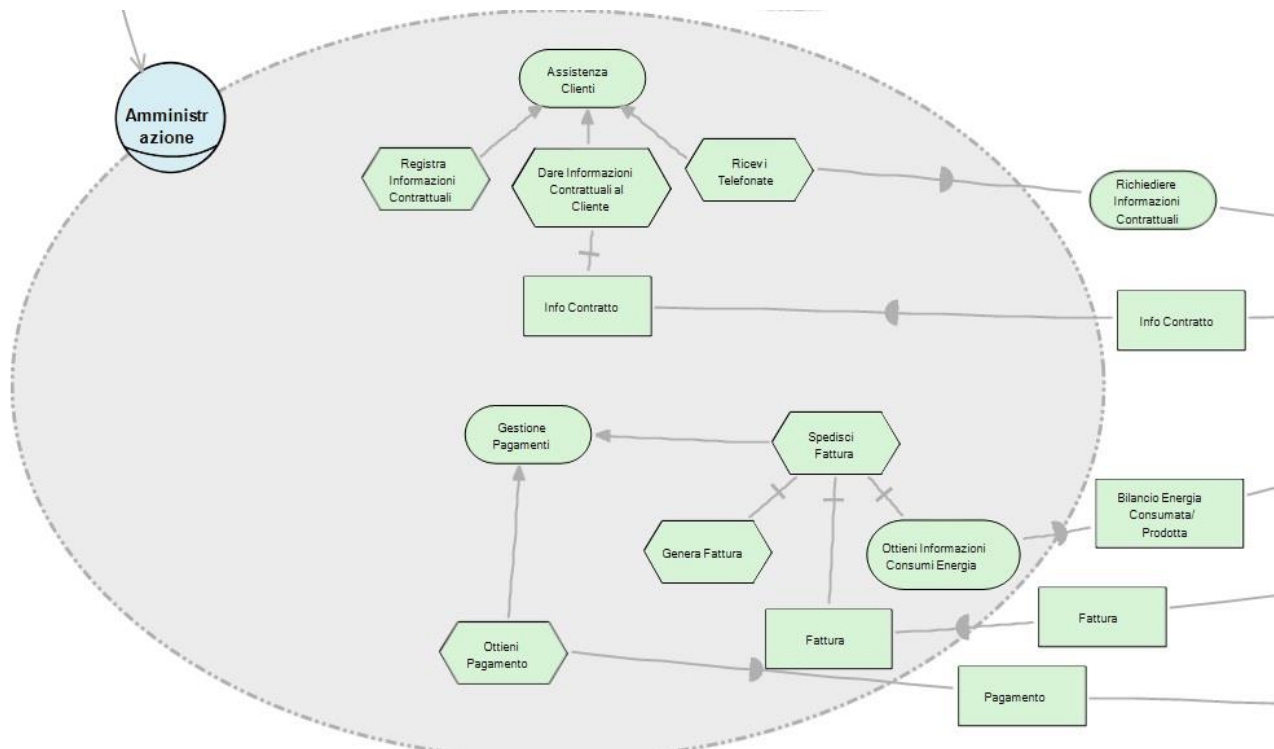 Amministr
azione
Assistenza
Clienti
Registra
Informazioni
Contrattuali
Dare Informazioni
Contrattuali al
Cliente
Ricevi
Telefonate
Richiedere
Informazioni
Contrattuali
Info Contratto
Info Contratto
Gestione
Pagamenti
Spedisci
Fattura
Bilancio Energia
Consumata/
Prodotta
Genera Fattura
Ottieni Informazioni
Consumi Energia
Fattura
Fattura
Ottieni
Pagamento
Pagamento